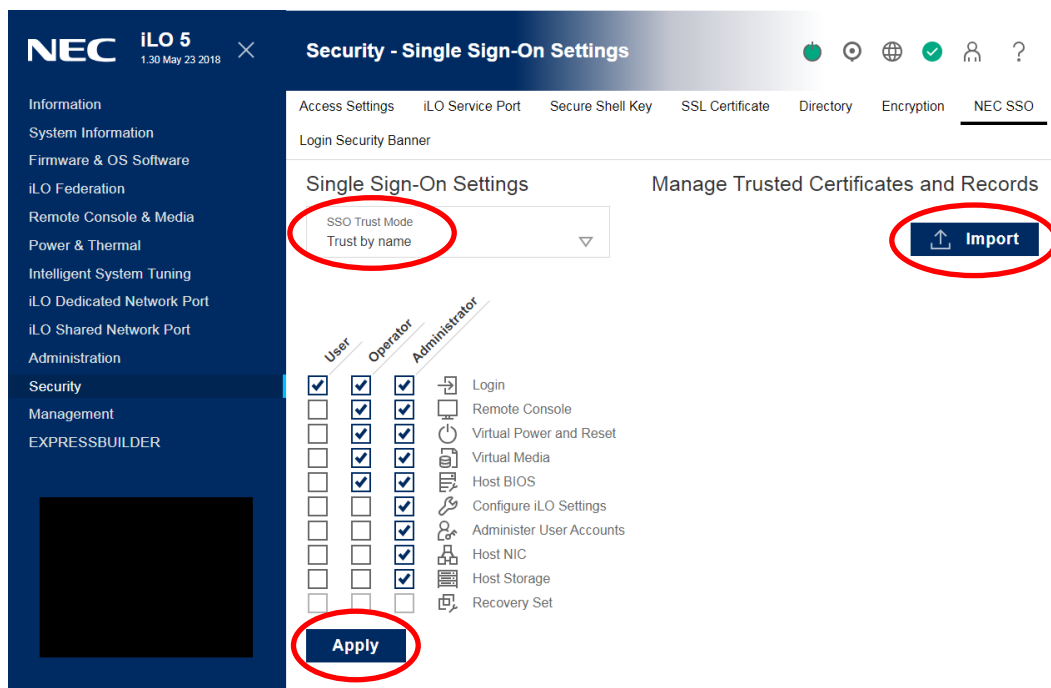 NEC
iLO 5
1.30 May 23 2018
Security - Single Sign-On Settings
?
Information
System Information
Firmware & OS Software
iLO Federation
Remote Console & Media
Power & Thermal
Intelligent System Tuning
iLO Dedicated Network Port
iLO Shared Network Port
Administration
Security
Management
EXPRESSBUILDER
Access Settings iLO Service Port Secure Shell Key SSL Certificate Directory Encryption NEC SSO
Login Security Banner
Single Sign-On Settings
SSO Trust Mode
Trust by name
Manage Trusted Certificates and Records
Import
User Operator Administrator
Login
Remote Console
Virtual Power and Reset
Virtual Media
Host BIOS
Configure iLO Settings
Administer User Accounts
Host NIC
Host Storage
Recovery Set
Apply